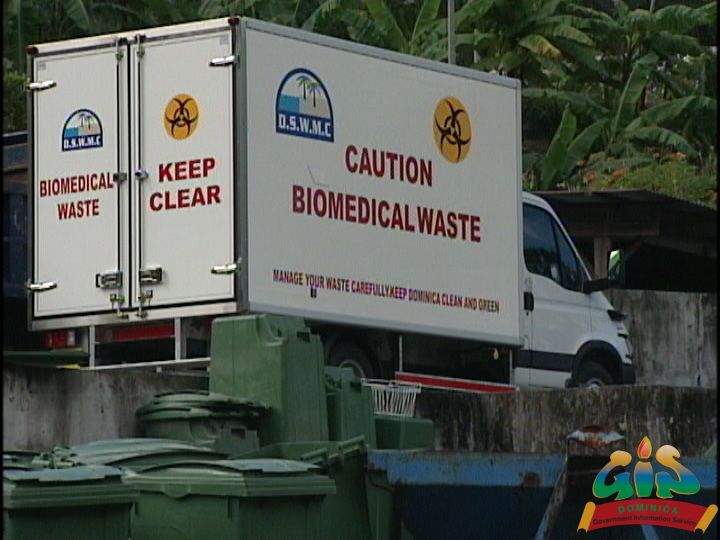 D.S.W.M.C
BIOMEDICAL
WASTE
KEEP
CLEAR
D.S.W.M.C
CAUTION
BIOMEDICAL WASTE
MANAGE YOUR WASTE CAREFULLY.KEEP DOMINICA CLEAN AND GREEN
GIS
DOMINICA
Government Information Service